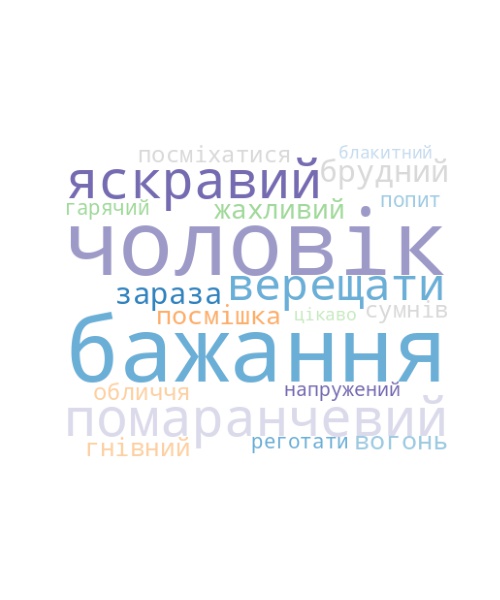 посміхатися
блакитний
брудний
яскравий
попит
гарячий
жахливий
чоловік
верещати
зараза
сумнів
посмішка
цікаво
бажання
обличчя
напружений
помаранчевий
гнівний
реготати
вогонь